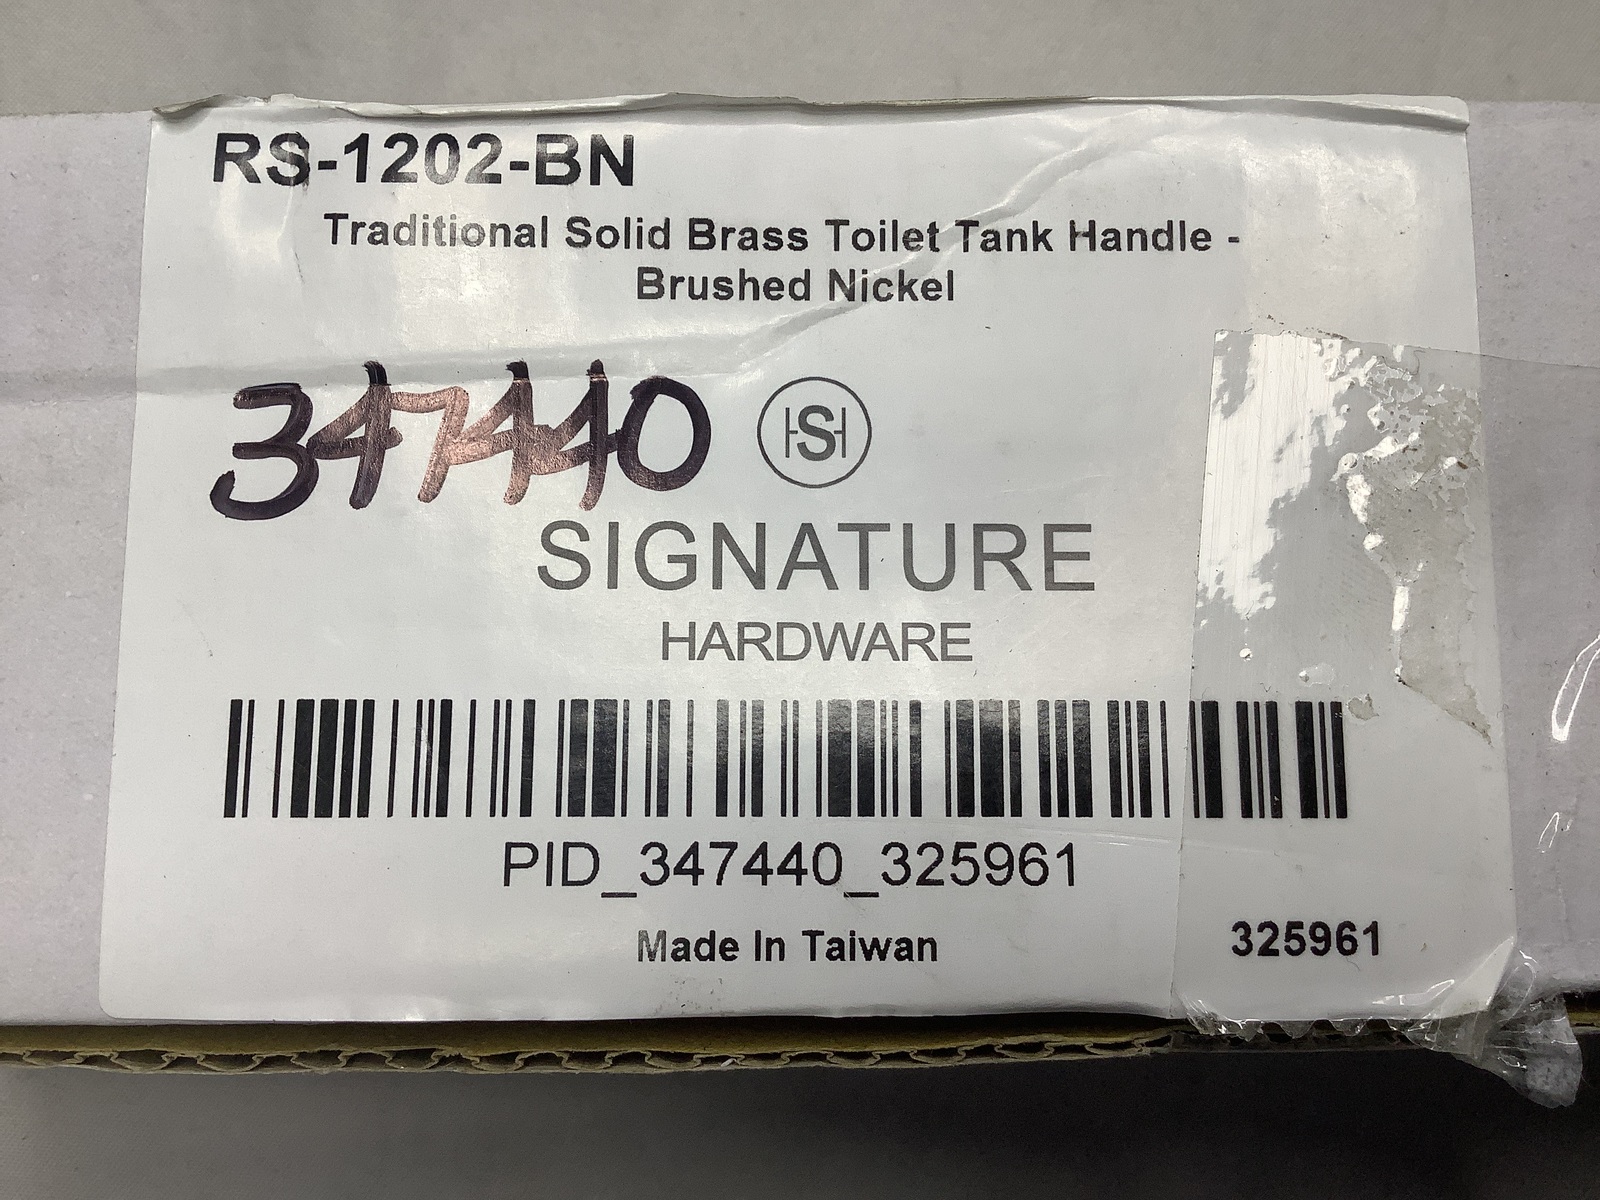 RS-1202-BN
Traditional Solid Brass Toilet Tank Handle -
Brushed Nickel
347440
HSH
SIGNATURE
HARDWARE
PID_347440_325961
Made In Taiwan
325961